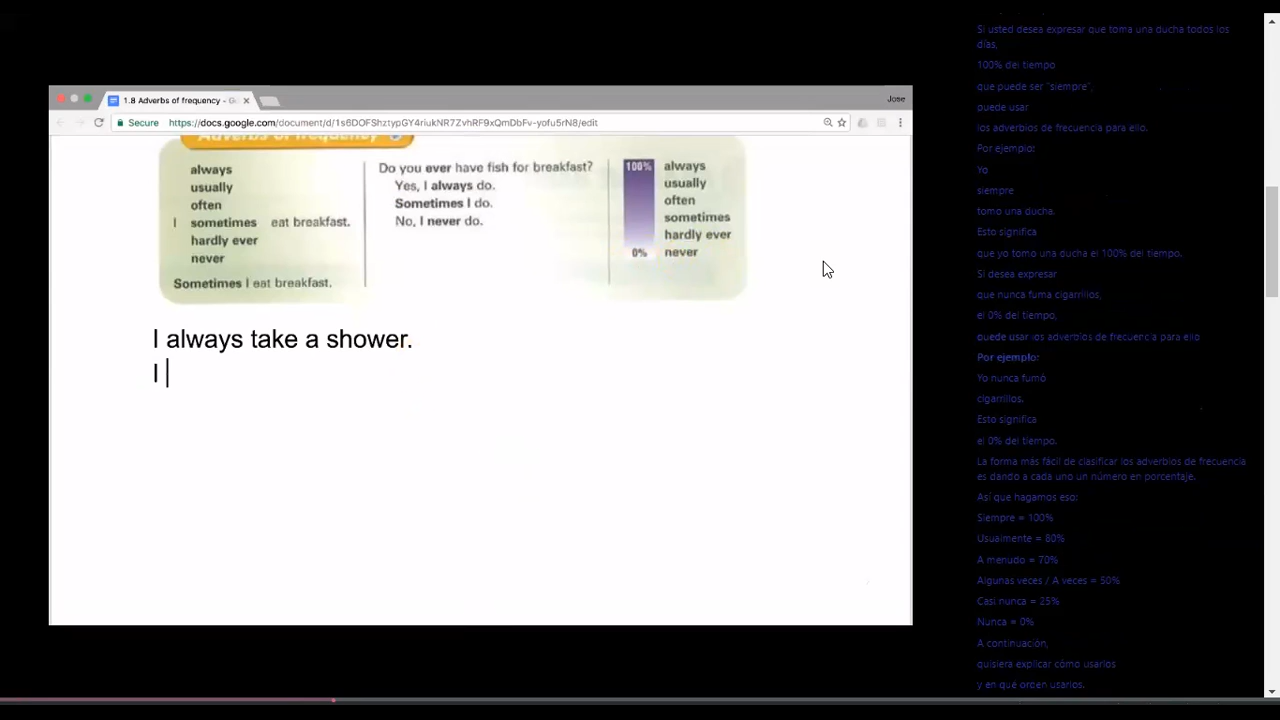 1.8 Adverbs of frequency - Go
Jose
Secure
https://docs.google.com/document/d/1s6DOFShztypGY4riukNR7ZvhRF9xQmDbFv-yofu5rN8/edit
Adverbs of frequency
always
usually
often
I sometimes eat breakfast.
hardly ever
never
Sometimes I eat breakfast.
Do you ever have fish for breakfast?
Yes, I always do.
Sometimes I do.
No, I never do.
100% always
usually
often
sometimes
hardly ever
0% never
I always take a shower.
I
Si usted desea expresar que toma una ducha todos los
días,
100% del tiempo
que puede ser "siempre",
puede usar
los adverbios de frecuencia para ello.
Por ejemplo:
Yo
siempre
tomo una ducha.
Esto significa
que yo tomo una ducha el 100% del tiempo.
Si desea expresar
que nunca fuma cigarrillos,
el 0% del tiempo,
puede usar los adverbios de frecuencia para ello
Por ejemplo:
Yo nunca fumó
cigarrillos.
Esto significa
el 0% del tiempo.
La forma más fácil de clasificar los adverbios de frecuencia
es dando a cada uno un número en porcentaje.
Así que hagamos eso:
Siempre = 100%
Usualmente = 80%
A menudo = 70%
Algunas veces / A veces = 50%
Casi nunca = 25%
Nunca = 0%
A continuación,
quisiera explicar cómo usarlos
y en qué orden usarlos.